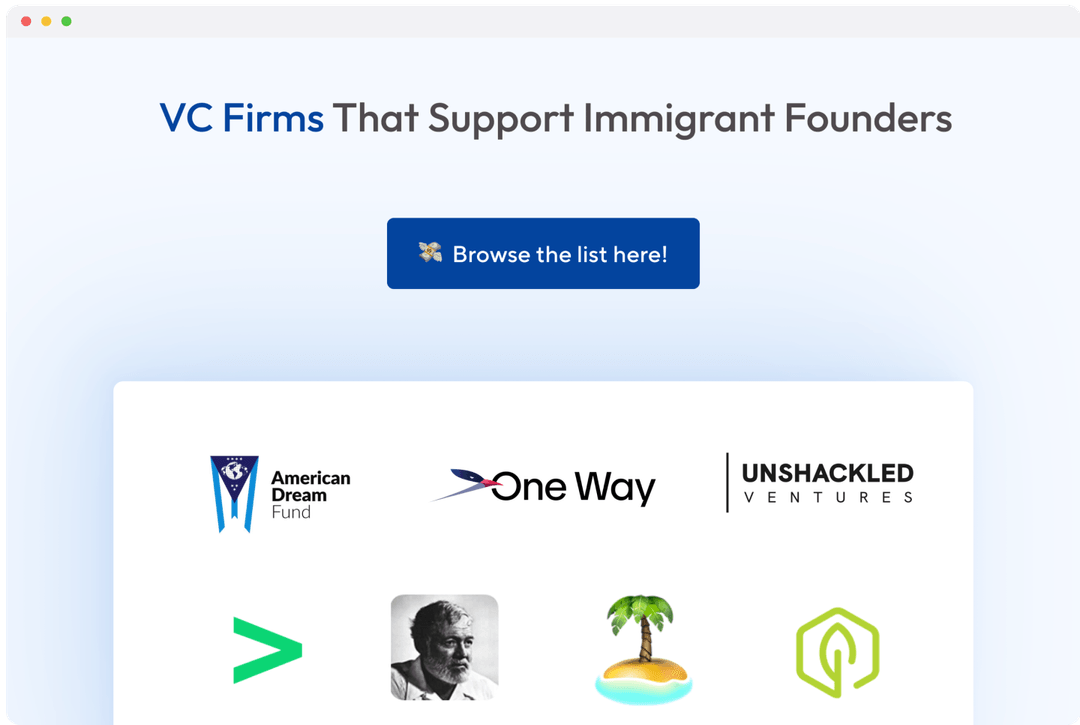 VC Firms That Support Immigrant Founders
💸 Browse the list here!
American
Dream
Fund
One Way
UNSHACKLED
VENTURES